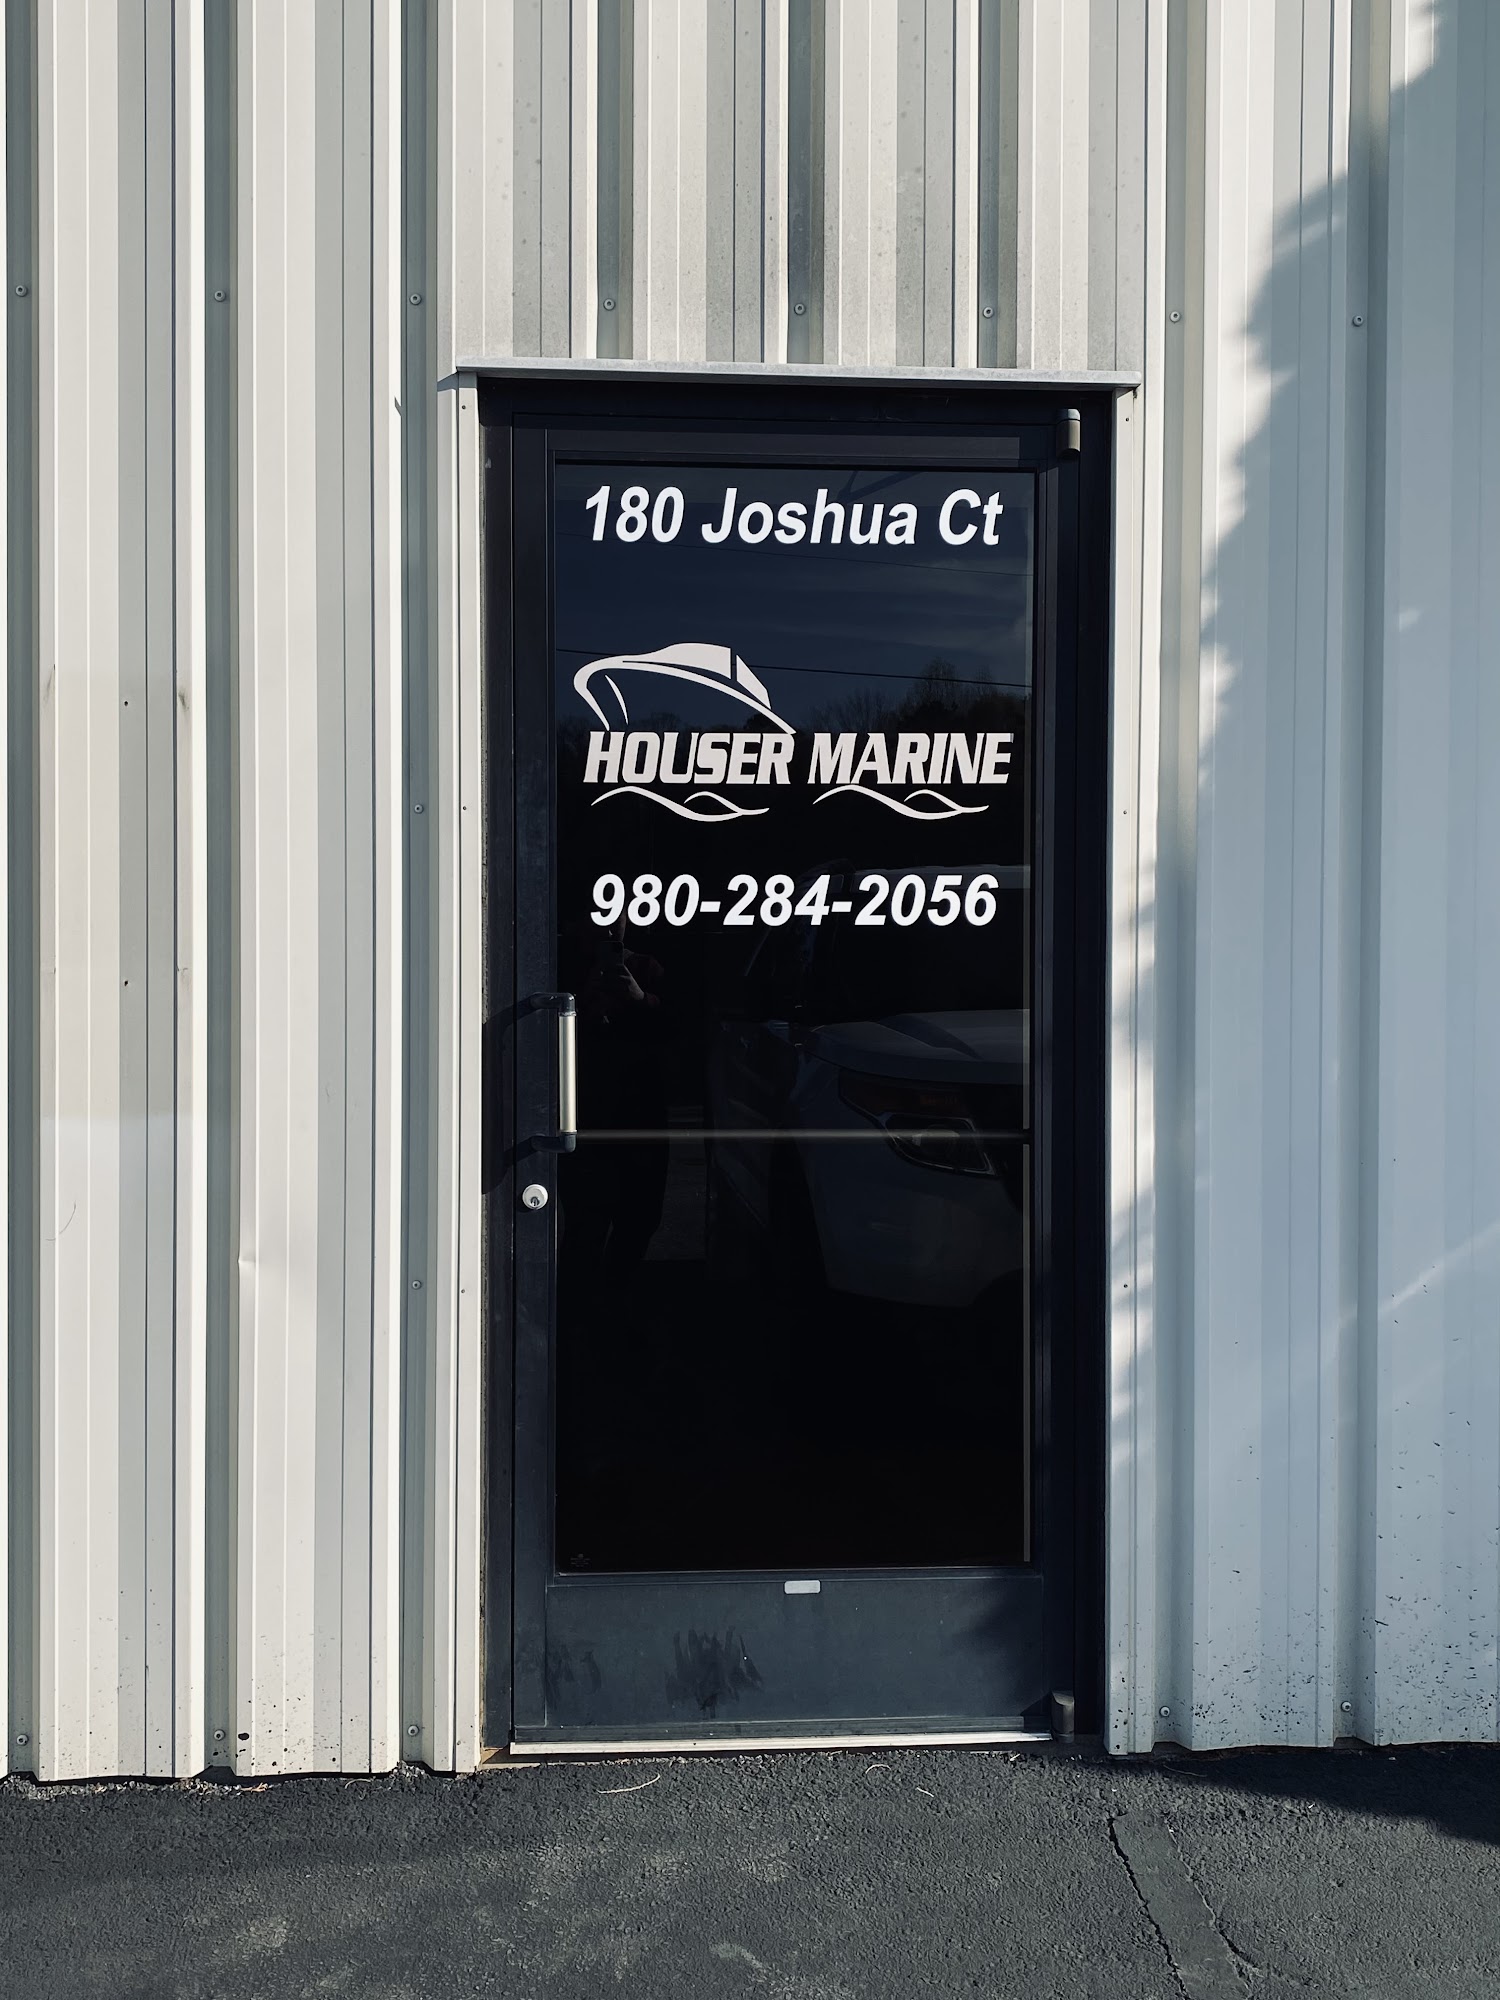 180 Joshua Ct
HOUSER MARINE
980-284-2056